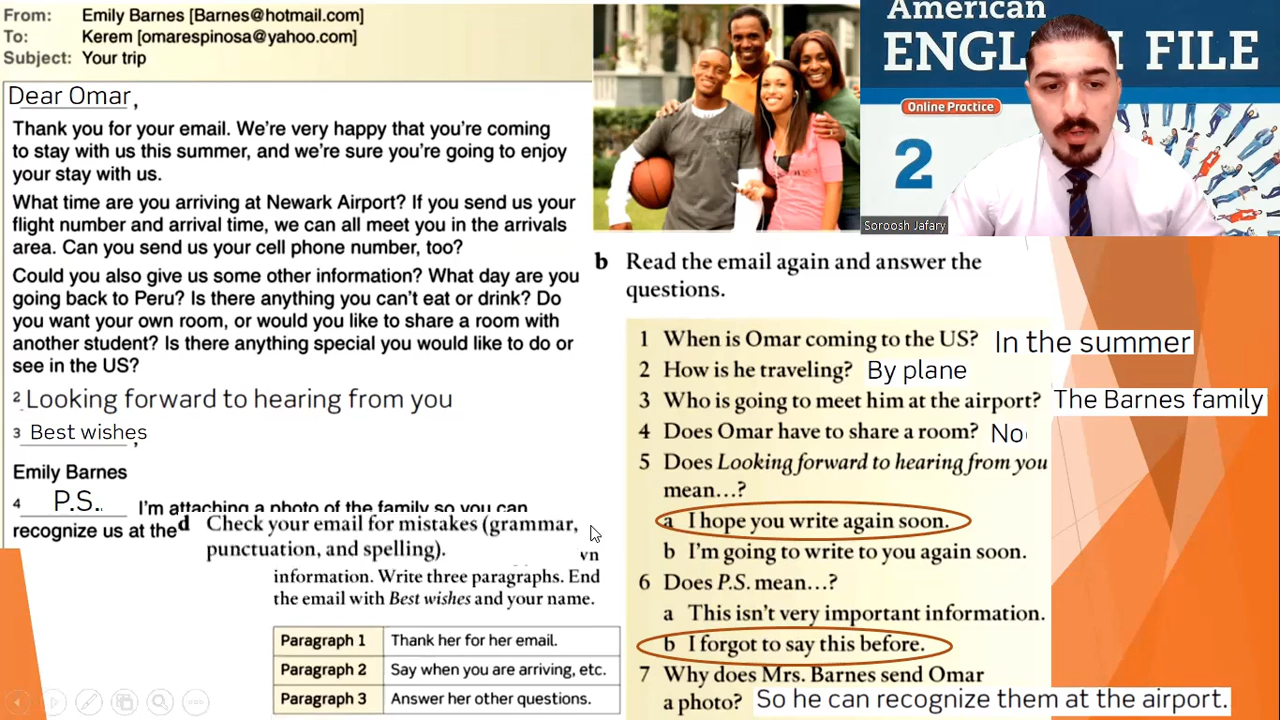 From: Emily Barnes [Barnes@hotmail.com]
To: Kerem [omarespinosa@yahoo.com]
Subject: Your trip
Dear Omar,
Thank you for your email. We're very happy that you're coming
to stay with us this summer, and we're sure you're going to enjoy
your stay with us.
What time are you arriving at Newark Airport? If you send us your
flight number and arrival time, we can all meet you in the arrivals
area. Can you send us your cell phone number, too?
Could you also give us some other information? What day are you
going back to Peru? Is there anything you can't eat or drink? Do
you want your own room, or would you like to share a room with
another student? Is there anything special you would like to do or
see in the US?
2 Looking forward to hearing from you
3 Best wishes,
Emily Barnes
4 P.S. I'm attaching a photo of the family so you can
recognize us at the
d Check your email for mistakes (grammar,
punctuation, and spelling).
vn
information. Write three paragraphs. End
the email with Best wishes and your name.
Paragraph 1 Thank her for her email.
Paragraph 2 Say when you are arriving, etc.
Paragraph 3 Answer her other questions.
American
ENGL H FILE
Online Practice
2
Soroosh Jafary
b Read the email again and answer the
questions.
1 When is Omar coming to the US? In the summer
2 How is he traveling? By plane
3 Who is going to meet him at the airport? The Barnes family
4 Does Omar have to share a room? No
5 Does Looking forward to hearing from you
mean…?
a I hope you write again soon.
b I'm going to write to you again soon.
6 Does P.S. mean…?
a This isn't very important information.
b I forgot to say this before.
7 Why does Mrs. Barnes send Omar
a photo? So he can recognize them at the airport.